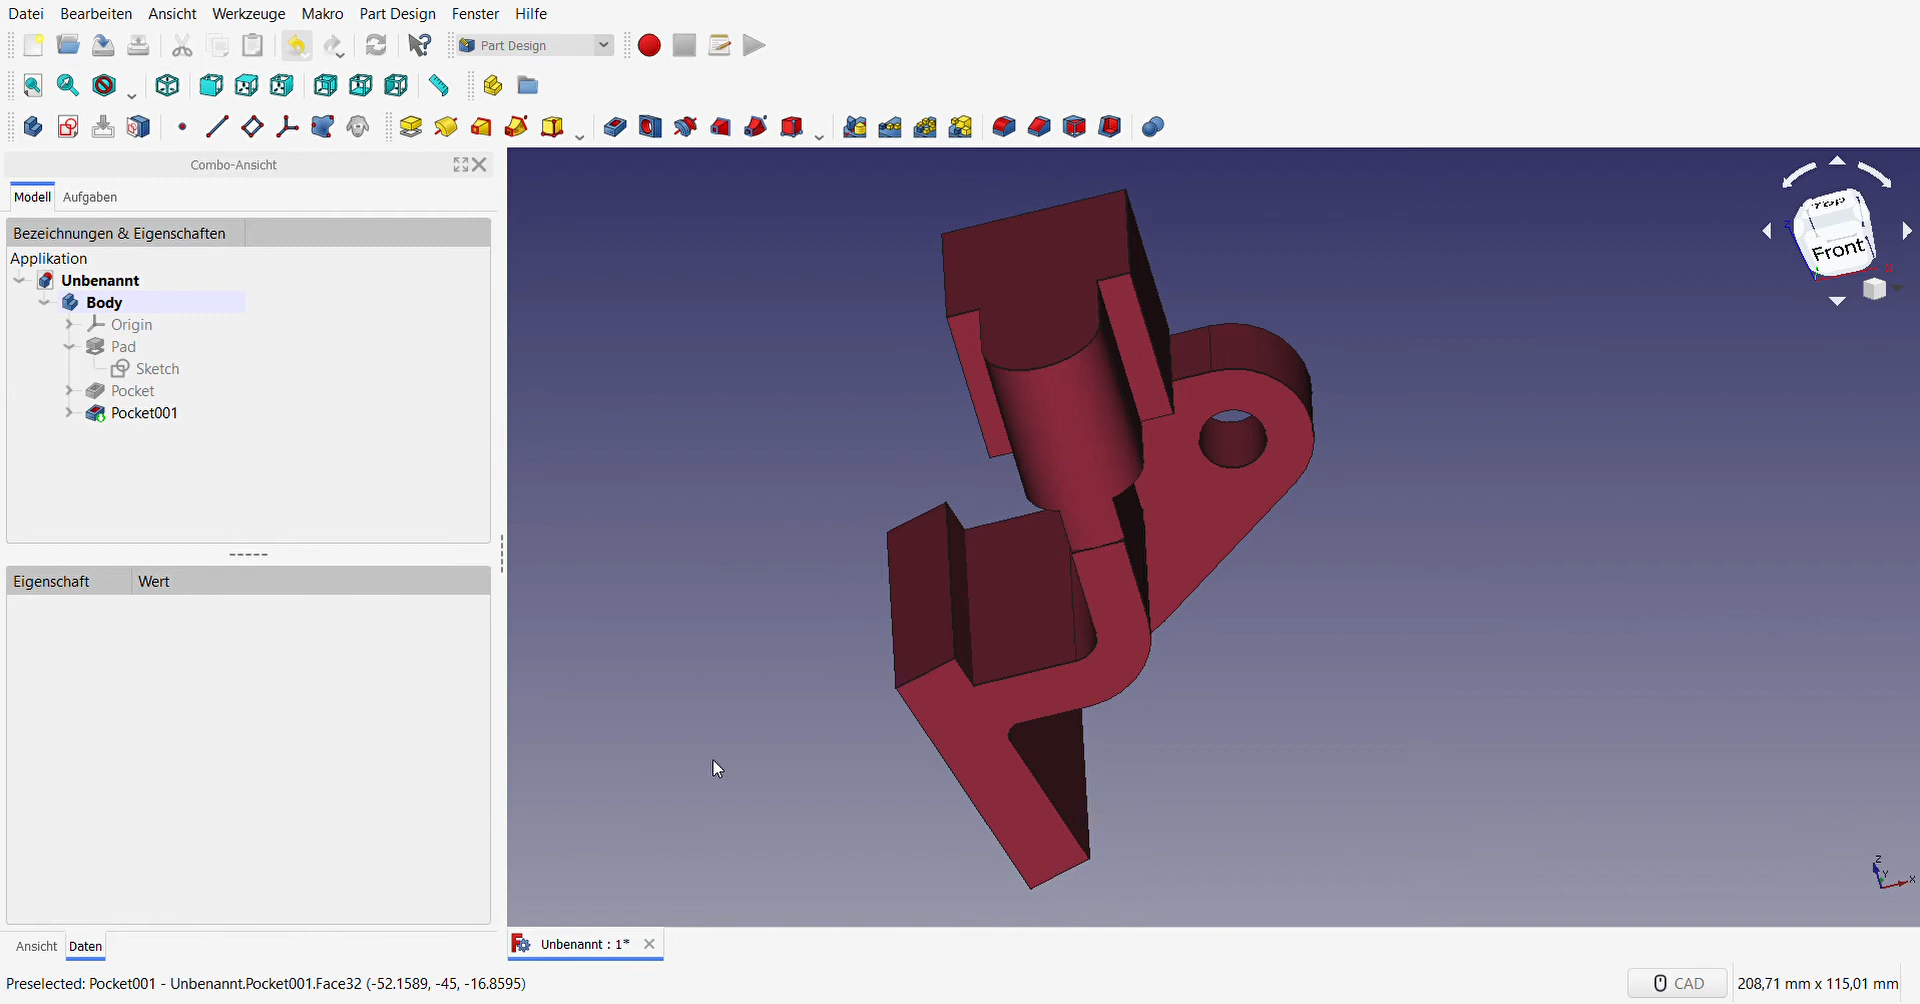 Datei Bearbeiten Ansicht Werkzeuge Makro Part Design Fenster Hilfe
Part Design
Combo-Ansicht
Modell Aufgaben
Bezeichnungen & Eigenschaften
Applikation
Unbenannt
Body
Origin
Pad
Sketch
Pocket
Pocket001
Eigenschaft Wert
Ansicht Daten
TOP
Front
Z
X
Z
Y
X
Unbenannt : 1*
Preselected: Pocket001 - Unbenannt.Pocket001.Face32 (-52.1589, -45, -16.8595)
CAD
208,71 mm x 115,01 mm